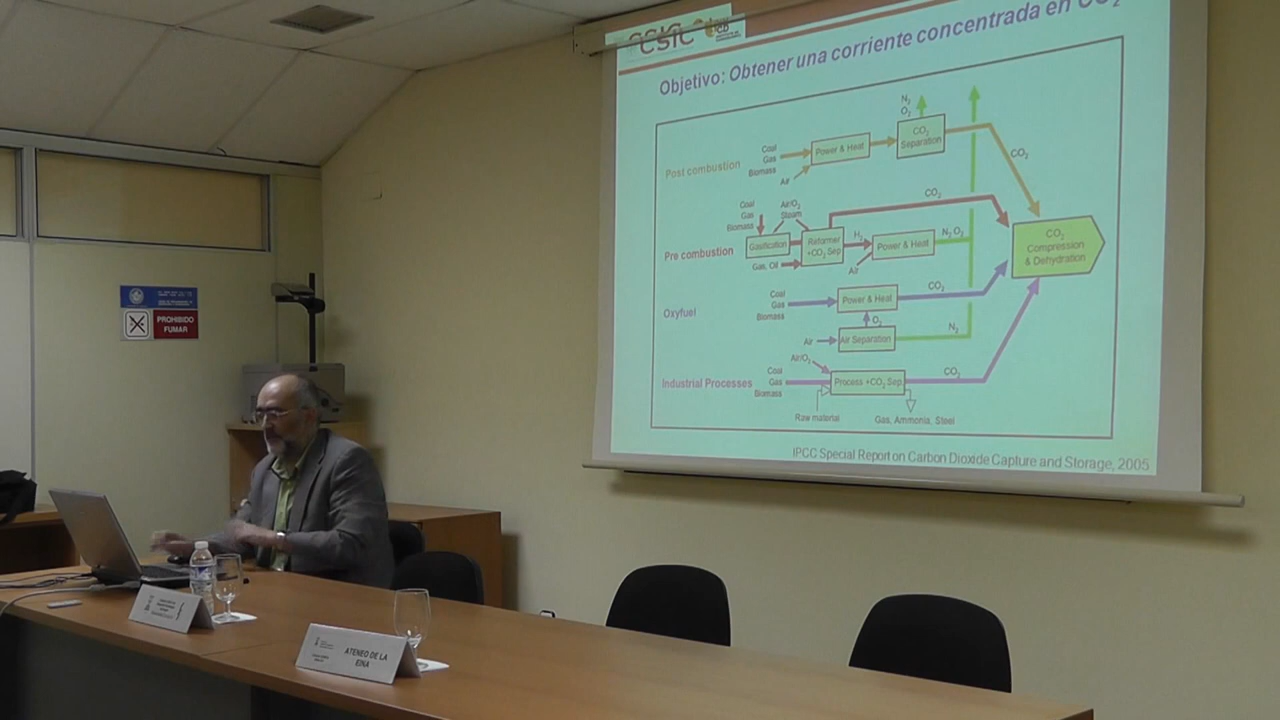 CSIC
Objetivo: Obtener una corriente concentrada en CO2
N2
O2
Coal
Gas
Biomass
Air
Power & Heat
CO2
Separation
CO2
Post combustion
Coal
Gas
Biomass
Air/O2
Steam
CO2
Pre combustion
Gasification
Reformer
+CO2 Sep
H2
Power & Heat
N2 O2
Gas, Oil
Air
CO2
Compression
& Dehydration
Oxyfuel
Coal
Gas
Biomass
Power & Heat
CO2
O2
Air
Air Separation
N2
Industrial Processes
Air/O2
Coal
Gas
Biomass
Process +CO2 Sep.
CO2
Raw material
Gas, Ammonia, Steel
IPCC Special Report on Carbon Dioxide Capture and Storage, 2005
PROHIBIDO
FUMAR
ATENEO DE LA
EINA